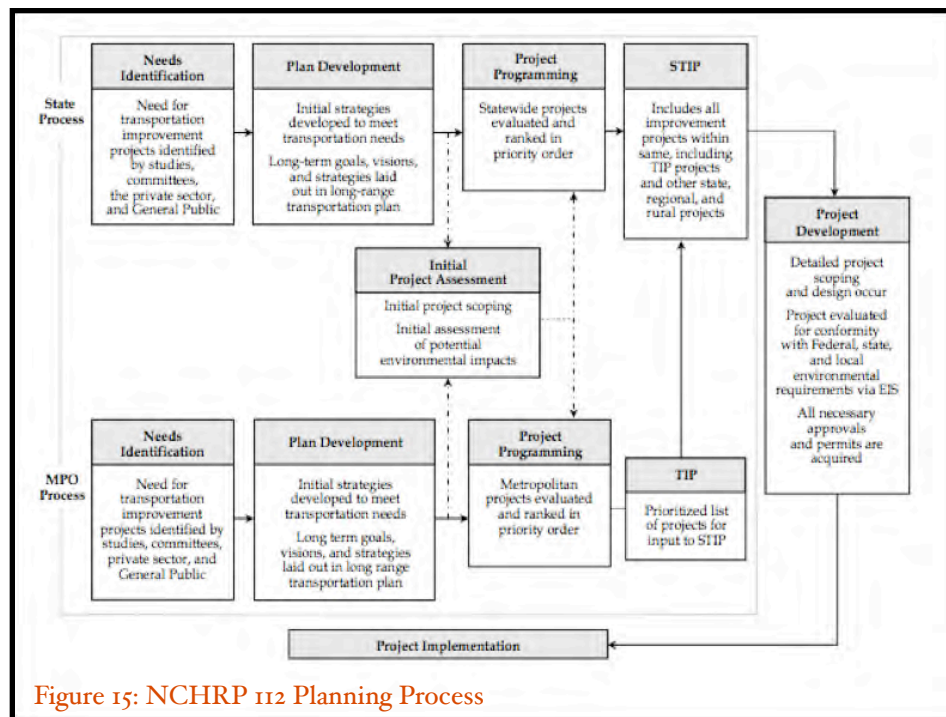 State
Process
Needs
Identification
Need for
transportation
improvement
projects identified
by studies,
committees,
the private sector,
and General Public
Plan Development
Initial strategies
developed to meet
transportation needs
Long-term goals, visions,
and strategies laid
out in long-range
transportation plan
Project
Programming
Statewide projects
evaluated and
ranked in
priority order
STIP
Includes all
improvement
projects within
same, including
TIP projects
and other state,
regional, and
rural projects
Project
Development
Detailed project
scoping
and design occur
Project evaluated
for conformity
with Federal, state,
and local
environmental
requirements via EIS
All necessary
approvals
and permits are
acquired
Initial
Project Assessment
Initial project scoping
Initial assessment
of potential
environmental impacts
MPO
Process
Needs
Identification
Need for
transportation
improvement
projects identified by
studies, committees,
private sector, and
General Public
Plan Development
Initial strategies
developed to meet
transportation needs
Long term goals,
visions, and strategies
laid out in long range
transportation plan
Project
Programming
Metropolitan
projects evaluated
and ranked in
priority order
TIP
Prioritized list
of projects for
input to STIP
Project Implementation
Figure 15: NCHRP 112 Planning Process